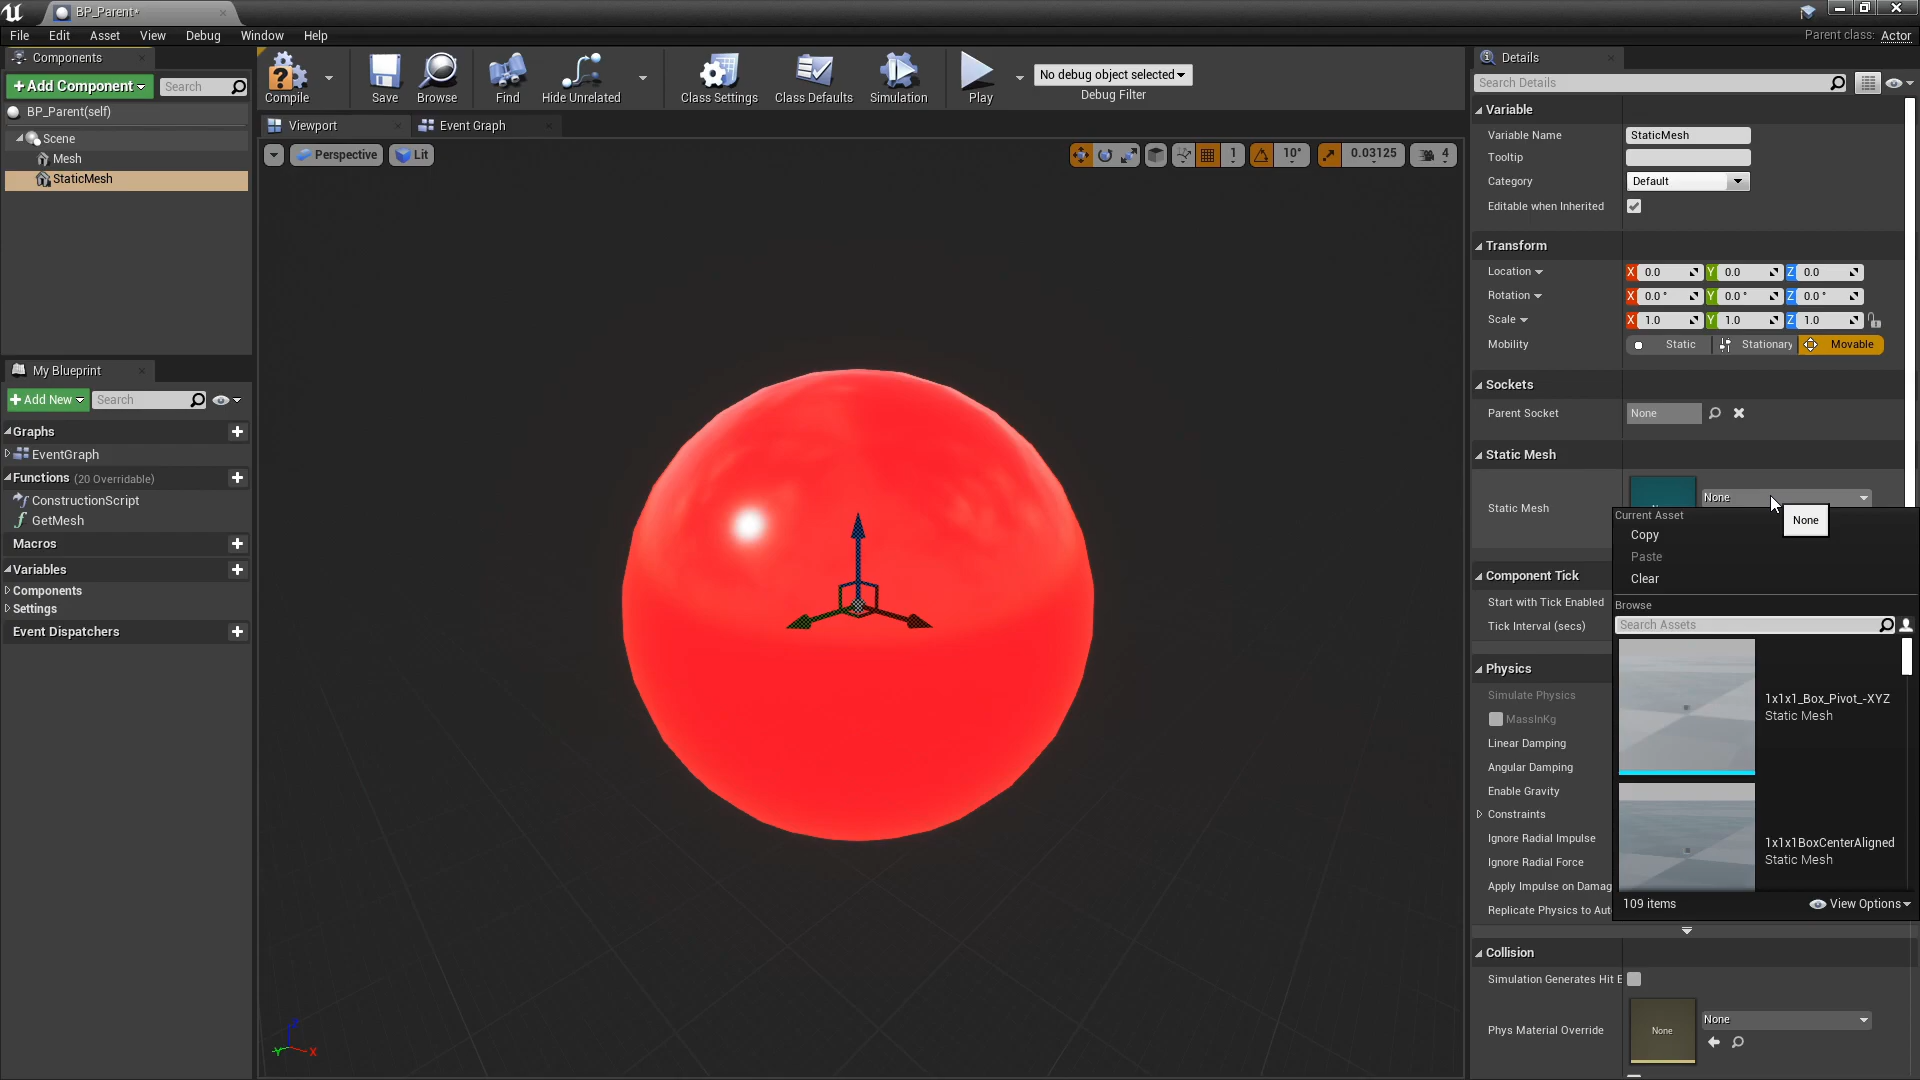 BP_Parent*
File Edit Asset View Debug Window Help
Parent class: Actor
Components
+Add Component
Search
BP_Parent(self)
Scene
Mesh
StaticMesh
My Blueprint
+Add New
Search
Graphs
EventGraph
Functions (20 Overridable)
ConstructionScript
GetMesh
Macros
Variables
Components
Settings
Event Dispatchers
Compile
Save
Browse
Find
Hide Unrelated
Class Settings
Class Defaults
Simulation
Play
No debug object selected
Debug Filter
Viewport
Event Graph
Perspective
Lit
1
10°
0.03125
4
Z
Y
X
Details
Search Details
Variable
Variable Name StaticMesh
Tooltip
Category Default
Editable when Inherited
Transform
Location X 0.0 Y 0.0 Z 0.0
Rotation X 0.0 ° Y 0.0 ° Z 0.0 °
Scale X 1.0 Y 1.0 Z 1.0
Mobility Static Stationary Movable
Sockets
Parent Socket None
Static Mesh
Static Mesh None
None
Current Asset
Copy
Paste
Clear
Browse
Search Assets
1x1x1_Box_Pivot_-XYZ
Static Mesh
1x1x1BoxCenterAligned
Static Mesh
109 items
View Options
Component Tick
Start with Tick Enabled
Tick Interval (secs)
Physics
Simulate Physics
MassInKg
Linear Damping
Angular Damping
Enable Gravity
Constraints
Ignore Radial Impulse
Ignore Radial Force
Apply Impulse on Damag
Replicate Physics to Aut
Collision
Simulation Generates Hit E
Phys Material Override None None